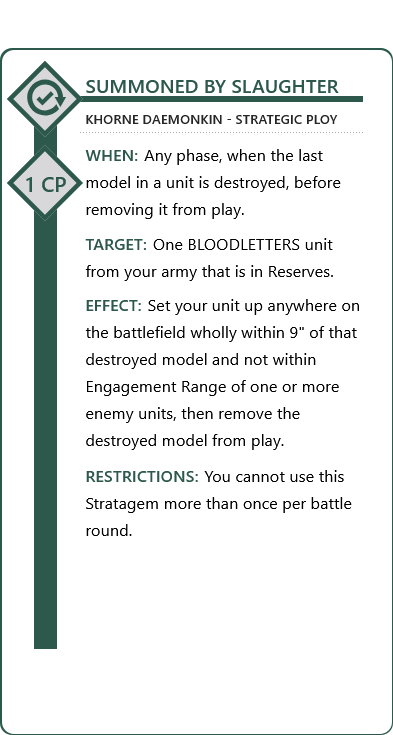 SUMMONED BY SLAUGHTER
KHORNE DAEMONKIN - STRATEGIC PLOY
1 CP
WHEN: Any phase, when the last
model in a unit is destroyed, before
removing it from play.
TARGET: One BLOODLETTERS unit
from your army that is in Reserves.
EFFECT: Set your unit up anywhere on
the battlefield wholly within 9" of that
destroyed model and not within
Engagement Range of one or more
enemy units, then remove the
destroyed model from play.
RESTRICTIONS: You cannot use this
Stratagem more than once per battle
round.